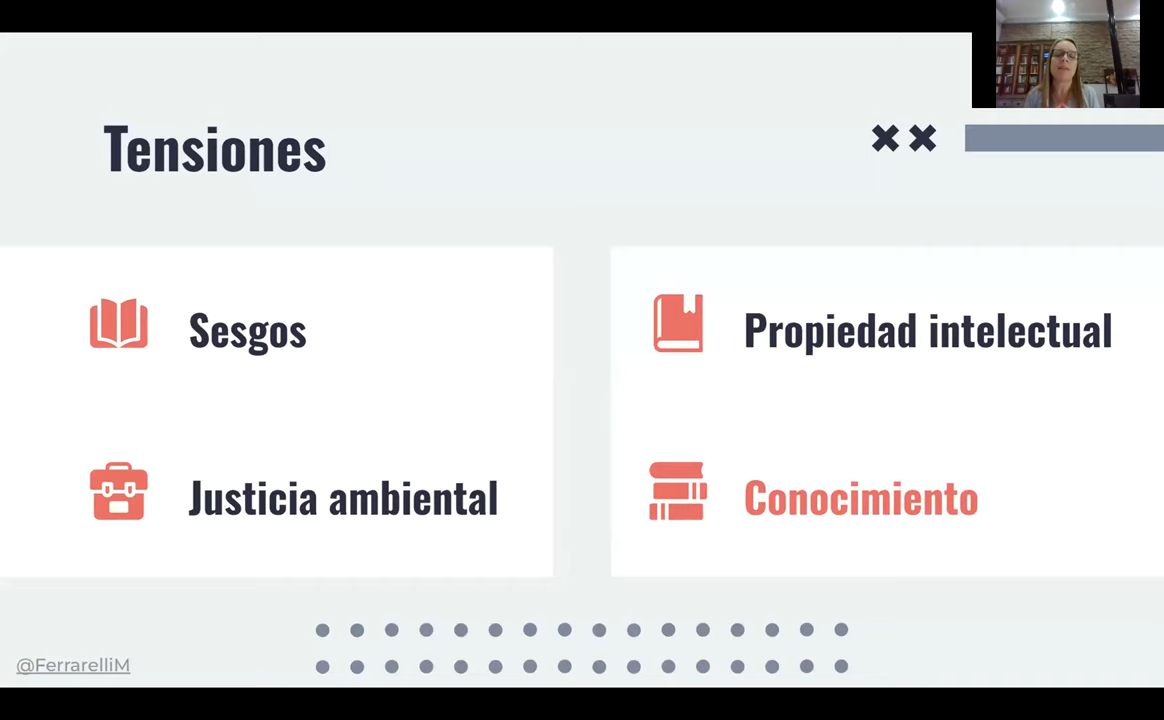 Tensiones
Sesgos
Propiedad intelectual
Justicia ambiental
Conocimiento
@FerrarelliM